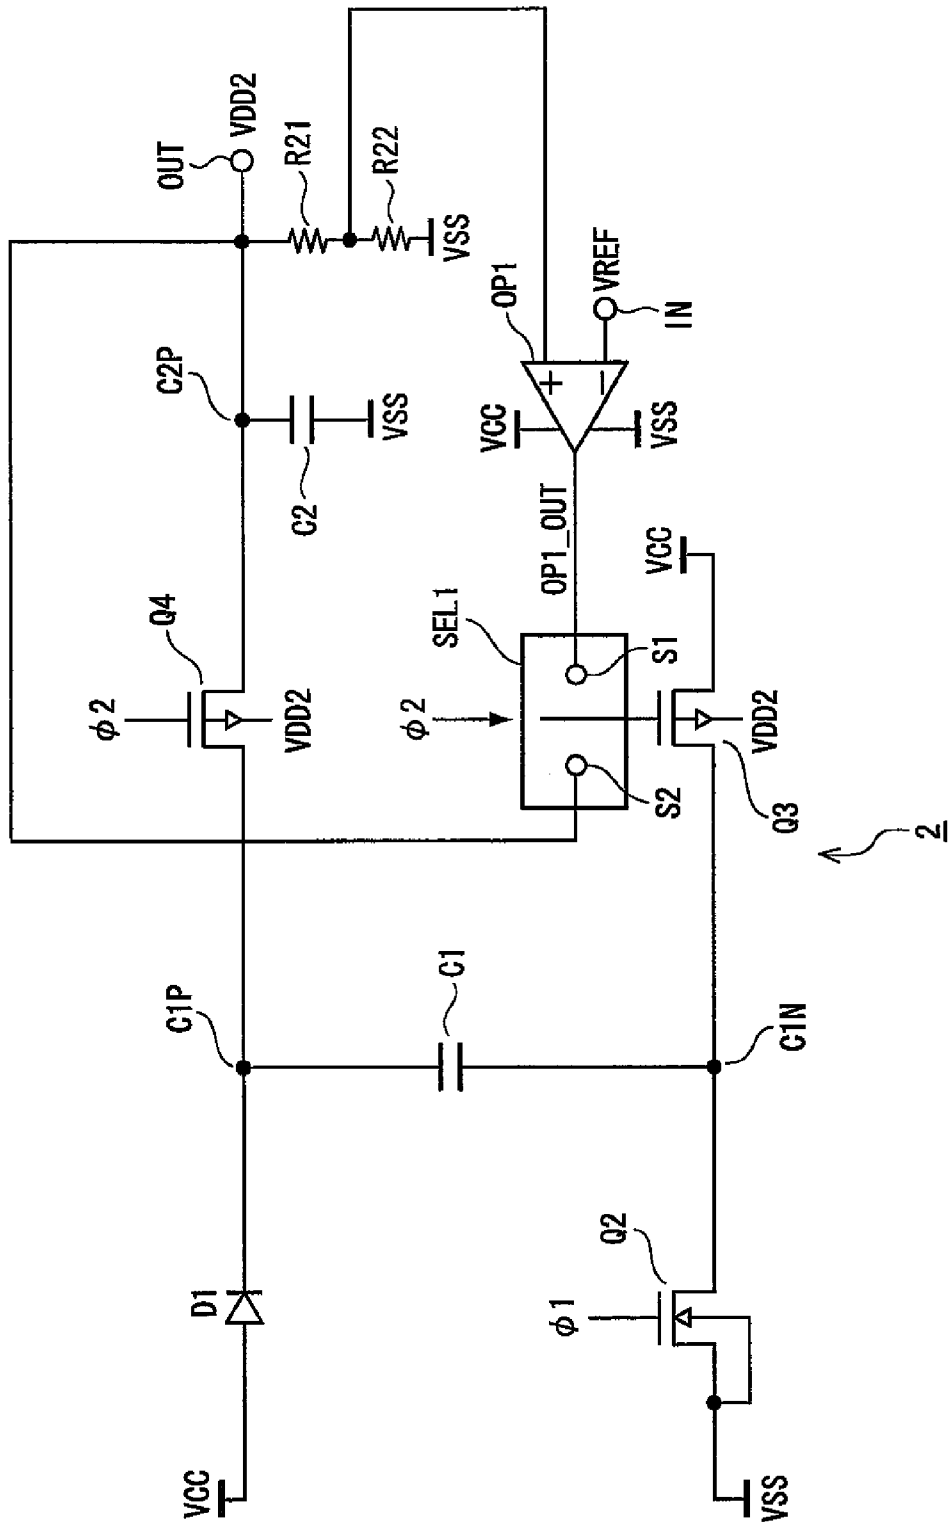 OUT
VDD2
C2P
R21
R22
VSS
C2
VSS
Q4
φ2
VDD2
C1P
C1
D1
VCC
VREF
IN
OP1
+
−
VCC
VSS
OP1_OUT
SEL1
φ2
S1
S2
VCC
VDD2
Q3
C1N
Q2
φ1
VSS
2